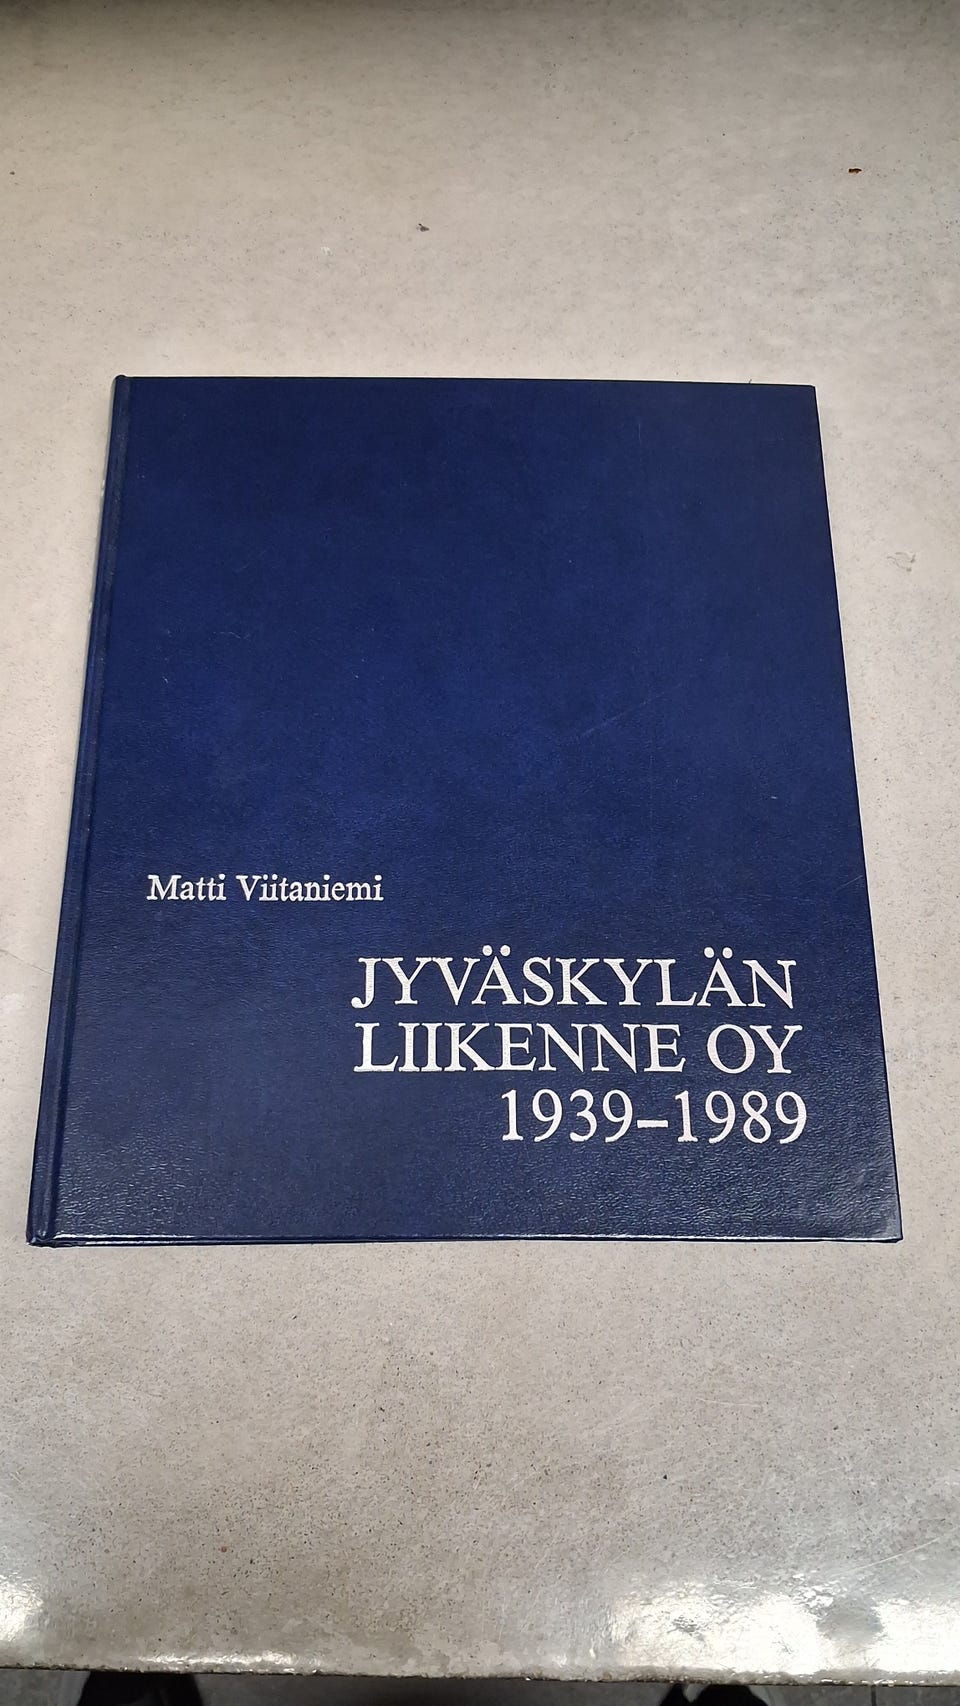 Matti Viitaniemi
JYVÄSKYLÄN
LIIKENNE OY
1939–1989